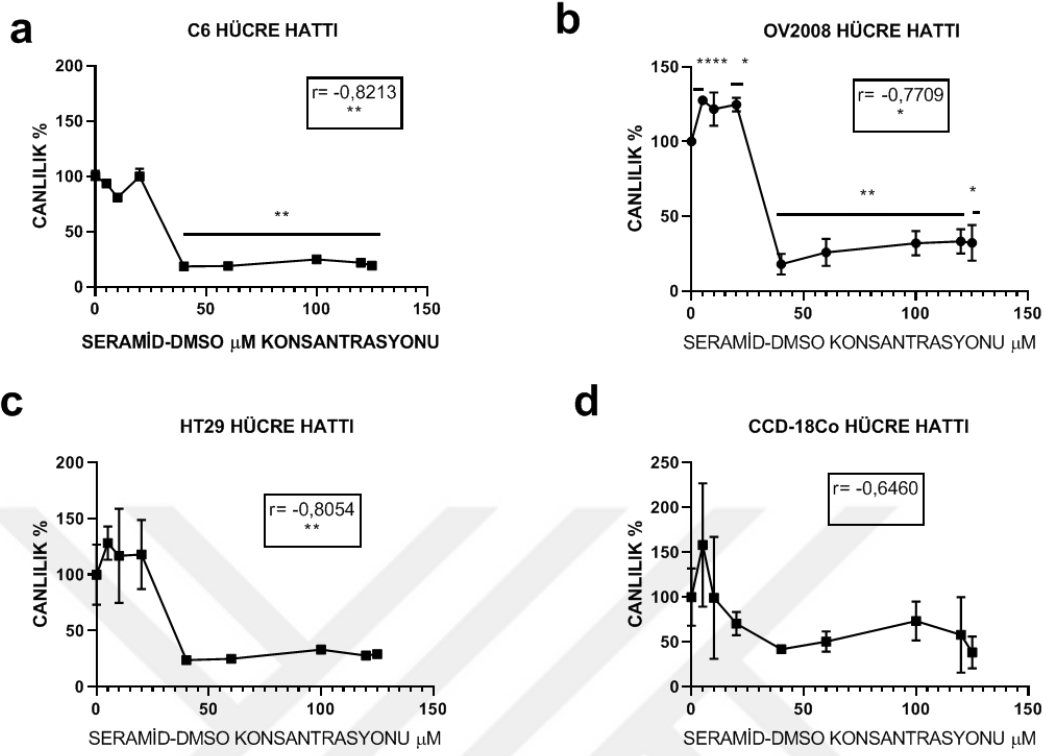 a
C6 HÜCRE HATTI
200
150
100
50
0
CANLILIK %
r= -0,8213
**
**
0 50 100 150
SERAMİD-DMSO μM KONSANTRASYONU
b
OV2008 HÜCRE HATTI
150
100
50
0
CANLILIK %
**** *
r= -0,7709
*
** *
0 50 100 150
SERAMİD-DMSO KONSANTRASYONU μM
c
HT29 HÜCRE HATTI
200
150
100
50
0
CANLILIK %
r= -0,8054
**
0 50 100 150
SERAMİD-DMSO KONSANTRASYONU μM
d
CCD-18Co HÜCRE HATTI
250
200
150
100
50
0
CANLILIK %
r= -0,6460
0 50 100 150
SERAMİD-DMSO KONSANTRASYONU μM